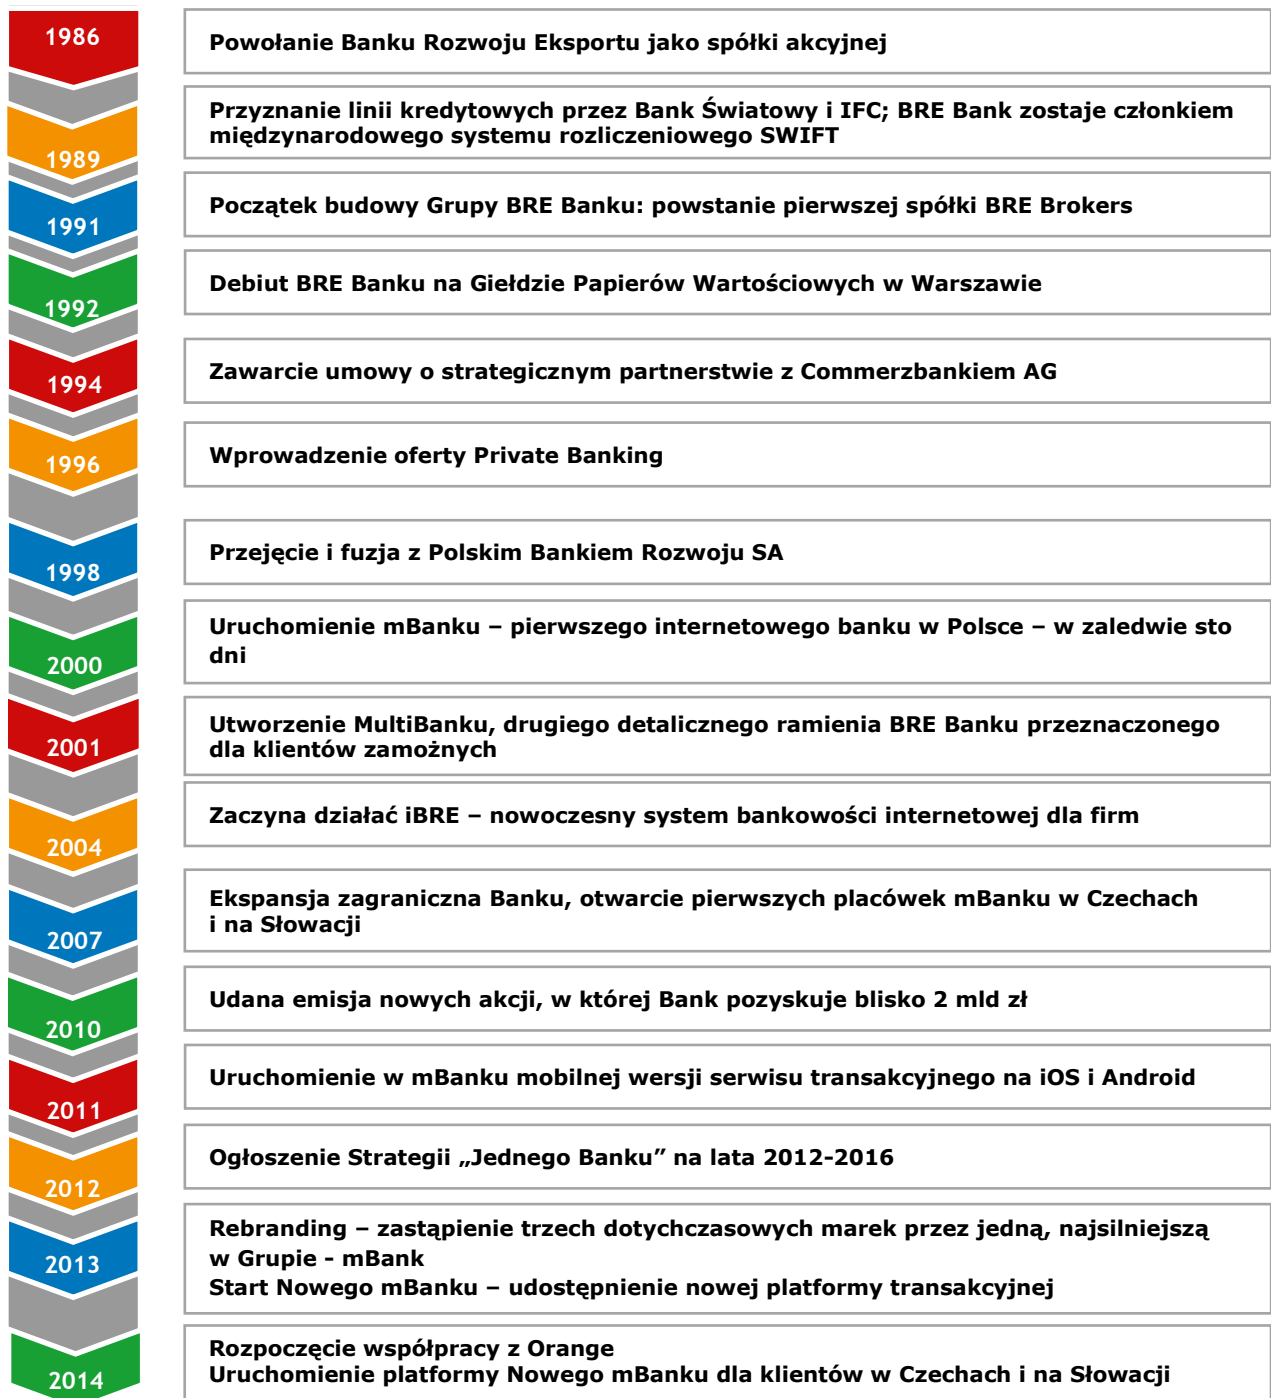 1986
Powołanie Banku Rozwoju Eksportu jako spółki akcyjnej
Przyznanie linii kredytowych przez Bank Światowy i IFC; BRE Bank zostaje członkiem
międzynarodowego systemu rozliczeniowego SWIFT
1989
Początek budowy Grupy BRE Banku: powstanie pierwszej spółki BRE Brokers
1991
Debiut BRE Banku na Giełdzie Papierów Wartościowych w Warszawie
1992
Zawarcie umowy o strategicznym partnerstwie z Commerzbankiem AG
1994
Wprowadzenie oferty Private Banking
1996
Przejęcie i fuzja z Polskim Bankiem Rozwoju SA
1998
Uruchomienie mBanku – pierwszego internetowego banku w Polsce – w zaledwie sto
dni
2000
Utworzenie MultiBanku, drugiego detalicznego ramienia BRE Banku przeznaczonego
dla klientów zamożnych
2001
Zaczyna działać iBRE – nowoczesny system bankowości internetowej dla firm
2004
Ekspansja zagraniczna Banku, otwarcie pierwszych placówek mBanku w Czechach
i na Słowacji
2007
Udana emisja nowych akcji, w której Bank pozyskuje blisko 2 mld zł
2010
Uruchomienie w mBanku mobilnej wersji serwisu transakcyjnego na iOS i Android
2011
Ogłoszenie Strategii „Jednego Banku” na lata 2012-2016
2012
Rebranding – zastąpienie trzech dotychczasowych marek przez jedną, najsilniejszą
w Grupie - mBank
Start Nowego mBanku – udostępnienie nowej platformy transakcyjnej
2013
Rozpoczęcie współpracy z Orange
Uruchomienie platformy Nowego mBanku dla klientów w Czechach i na Słowacji
2014